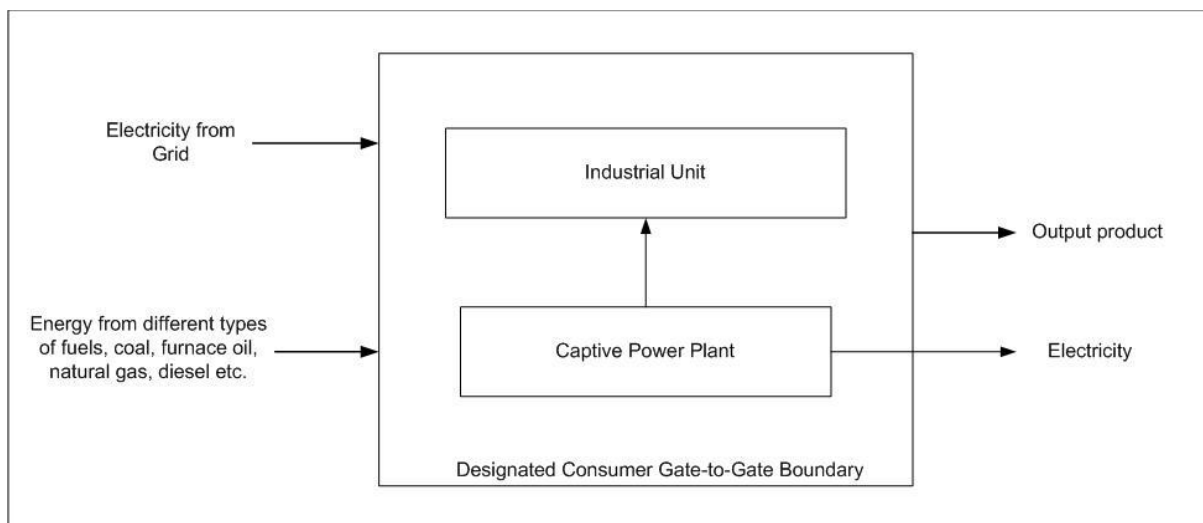 Electricity from
Grid
Industrial Unit
Output product
Energy from different types
of fuels, coal, furnace oil,
natural gas, diesel etc.
Captive Power Plant
Electricity
Designated Consumer Gate-to-Gate Boundary